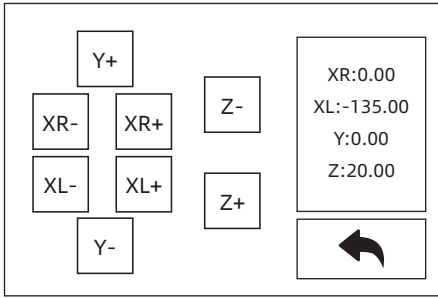 Y+
XR-
XR+
XL-
XL+
Y-
Z-
Z+
XR:0.00
XL:-135.00
Y:0.00
Z:20.00